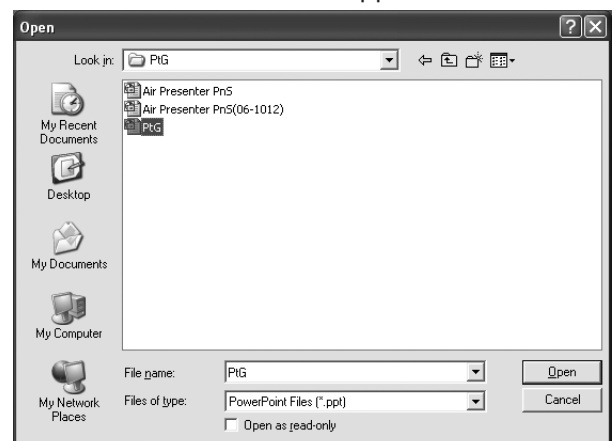 Open
Look in: PtG
My Recent
Documents
Desktop
My Documents
My Computer
My Network
Places
Air Presenter PnS
Air Presenter PnS(06-1012)
PtG
File name: PtG Open
Files of type: PowerPoint Files (*.ppt) Cancel
Open as read-only